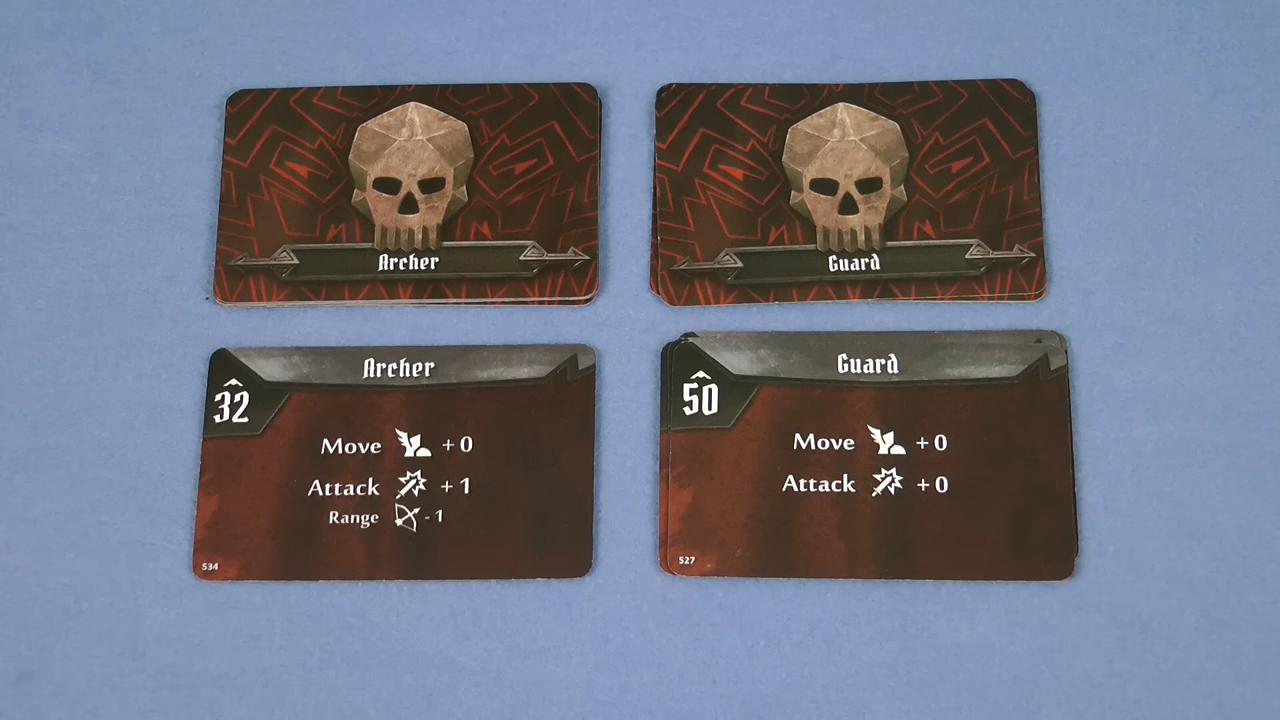 Archer
Guard
Archer
32
Move + 0
Attack + 1
Range - 1
534
Guard
50
Move + 0
Attack + 0
527